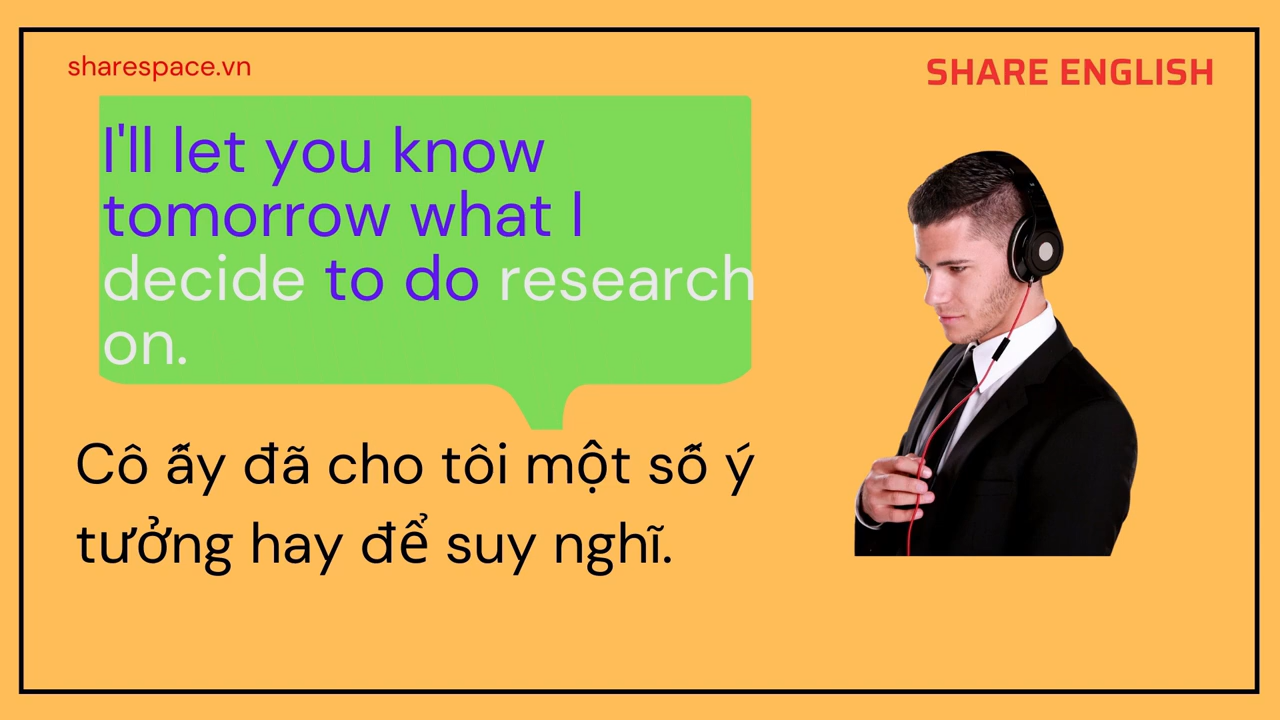 sharespace.vn
SHARE ENGLISH
I'll let you know
tomorrow what I
decide to do research
on.
Cô ấy đã cho tôi một số ý
tưởng hay để suy nghĩ.